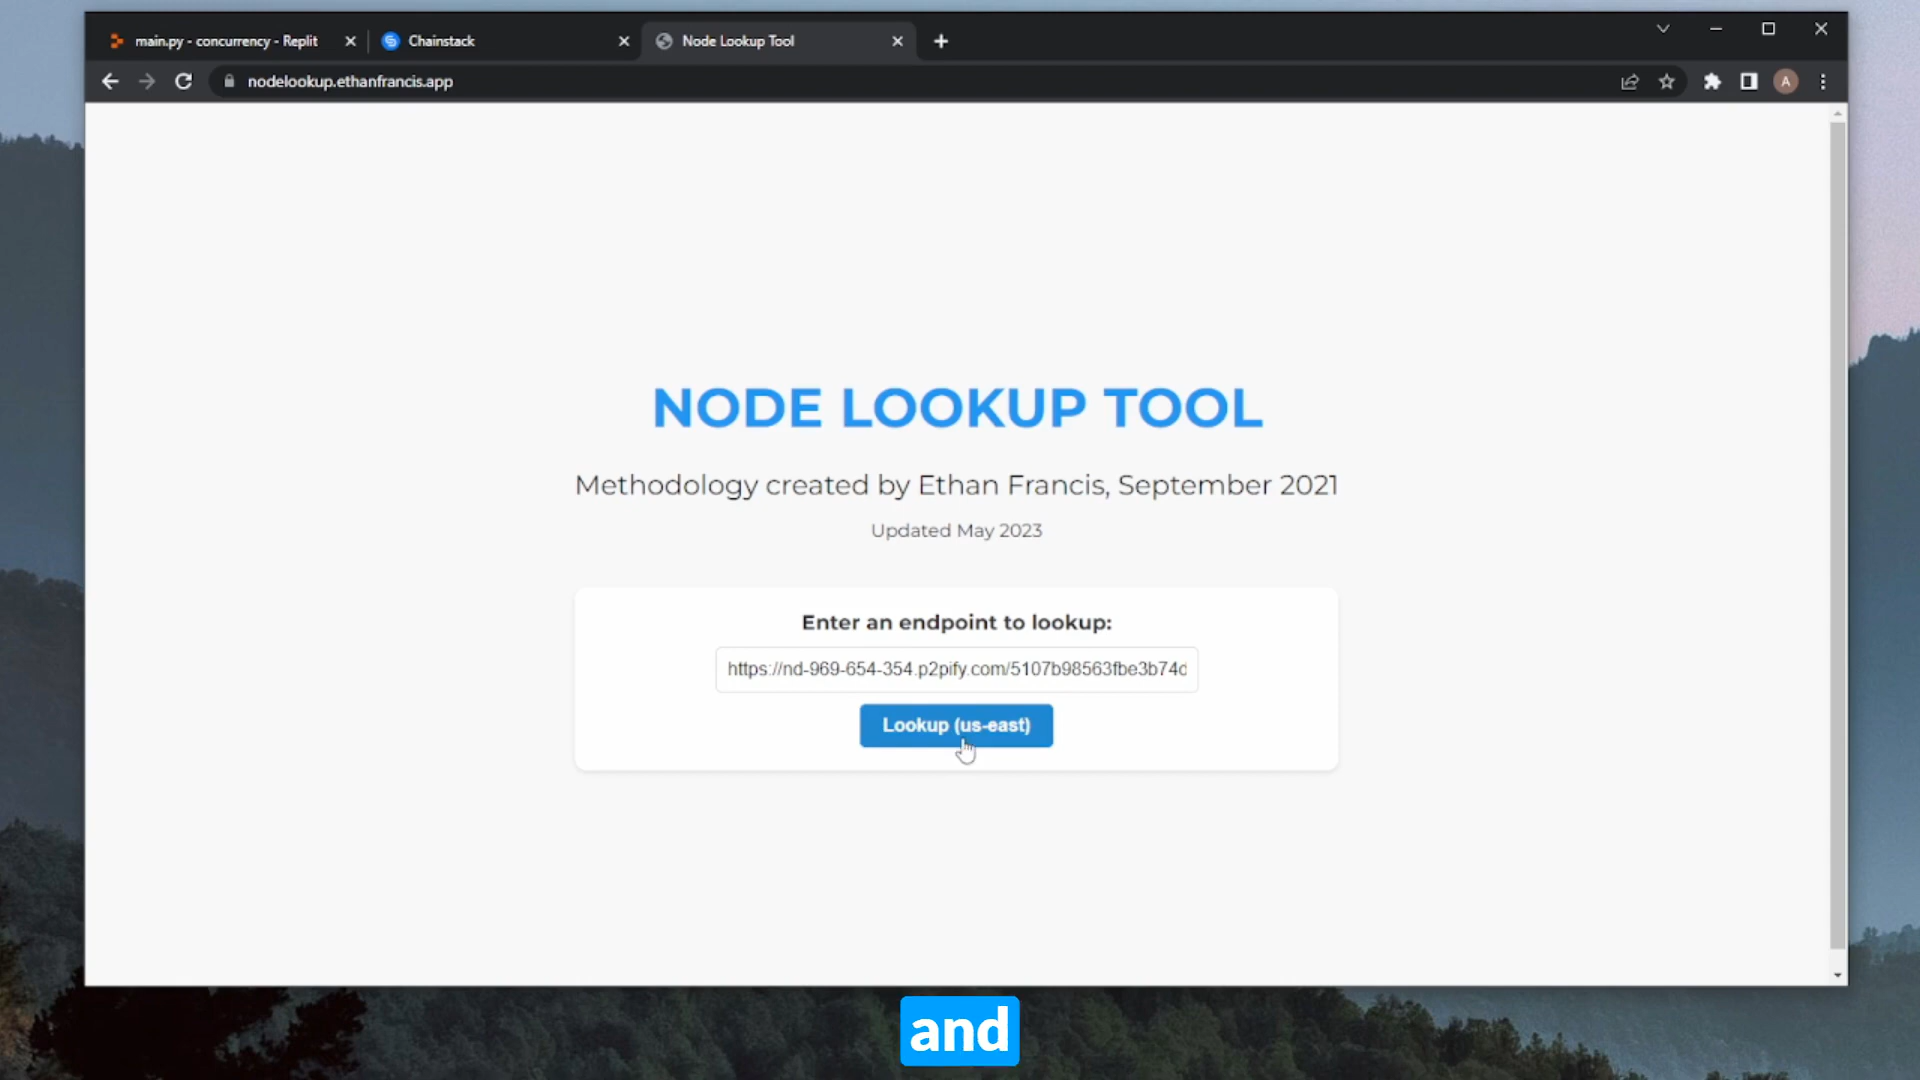 main.py - concurrency - Replit
Chainstack
Node Lookup Tool
nodelookup.ethanfrancis.app
A
NODE LOOKUP TOOL
Methodology created by Ethan Francis, September 2021
Updated May 2023
Enter an endpoint to lookup:
https://nd-969-654-354.p2pify.com/5107b98563fbe3b74d
Lookup (us-east)
and